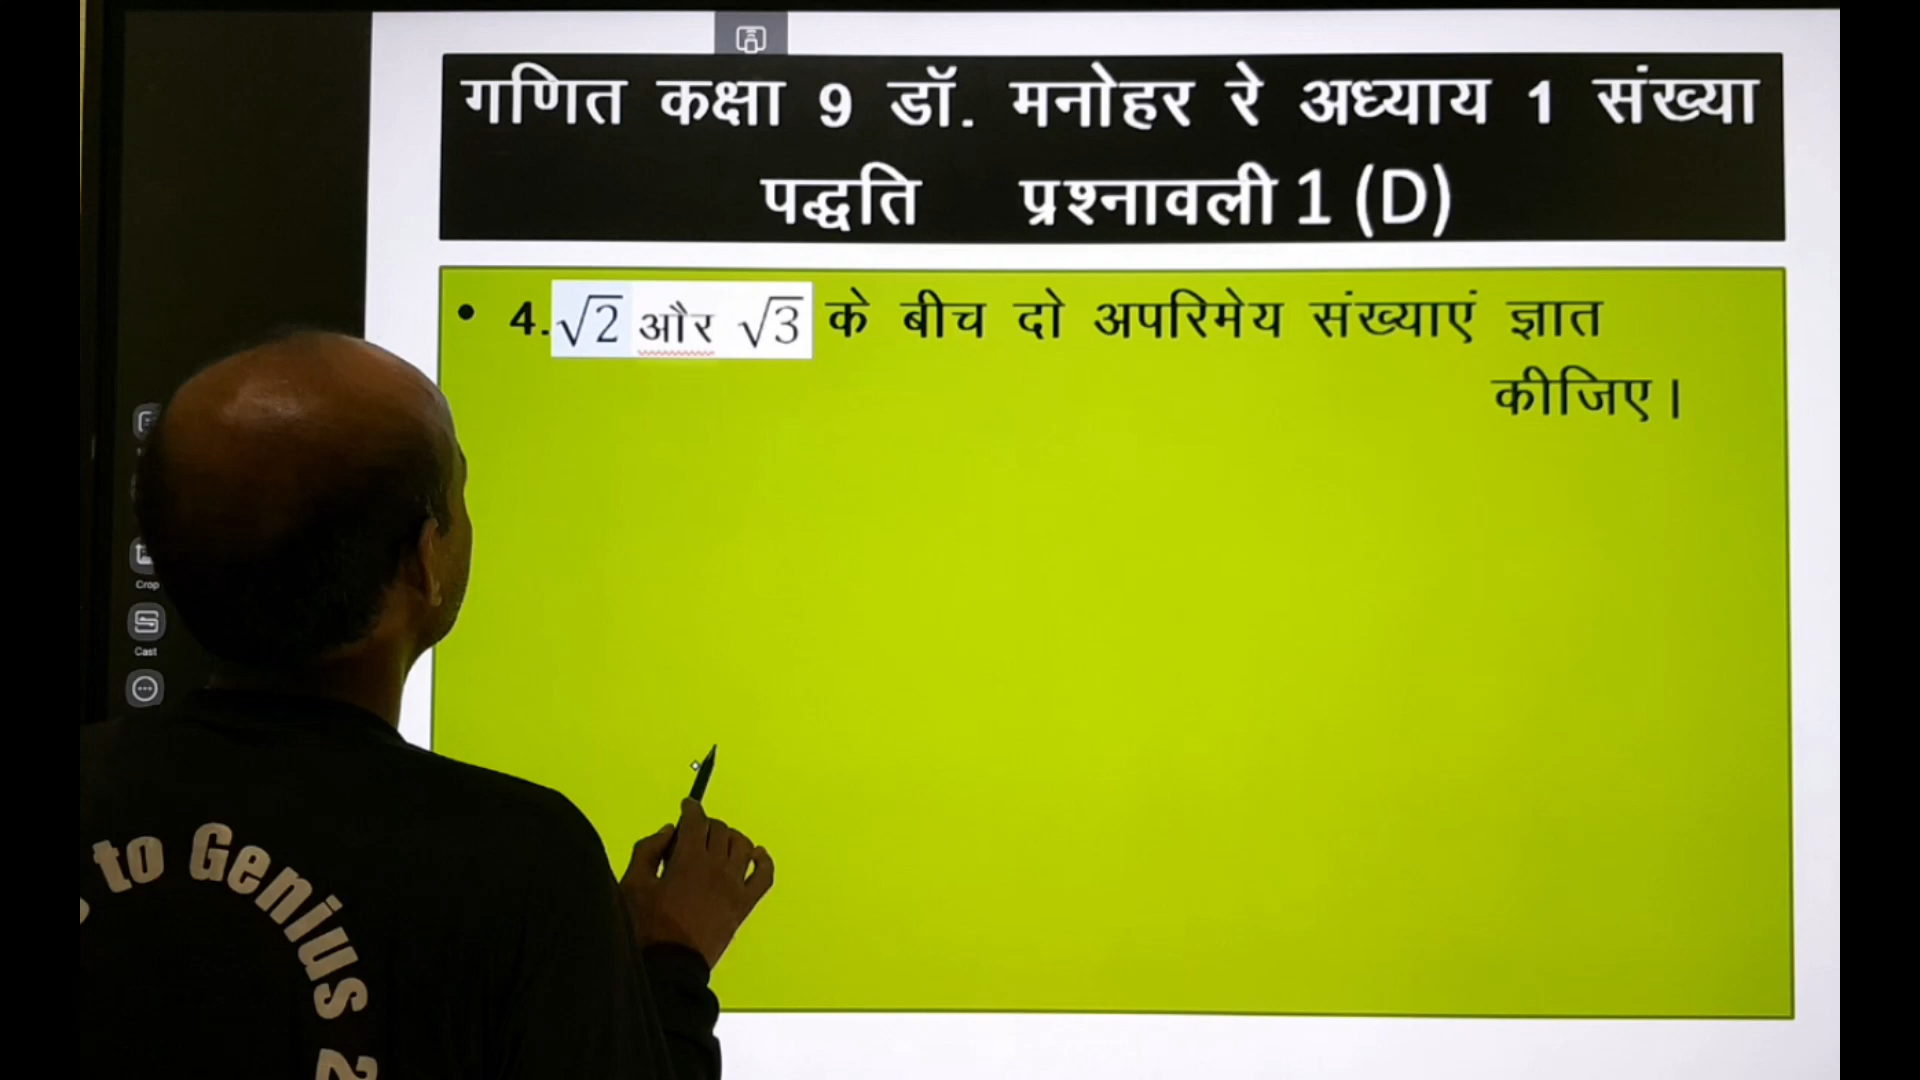 गणित कक्षा 9 डॉ. मनोहर रे अध्याय 1 संख्या
पद्धति प्रश्नावली 1 (D)
• 4. √2 और √3 के बीच दो अपरिमेय संख्याएं ज्ञात
कीजिए।
Crop
Cast
to Genius 2